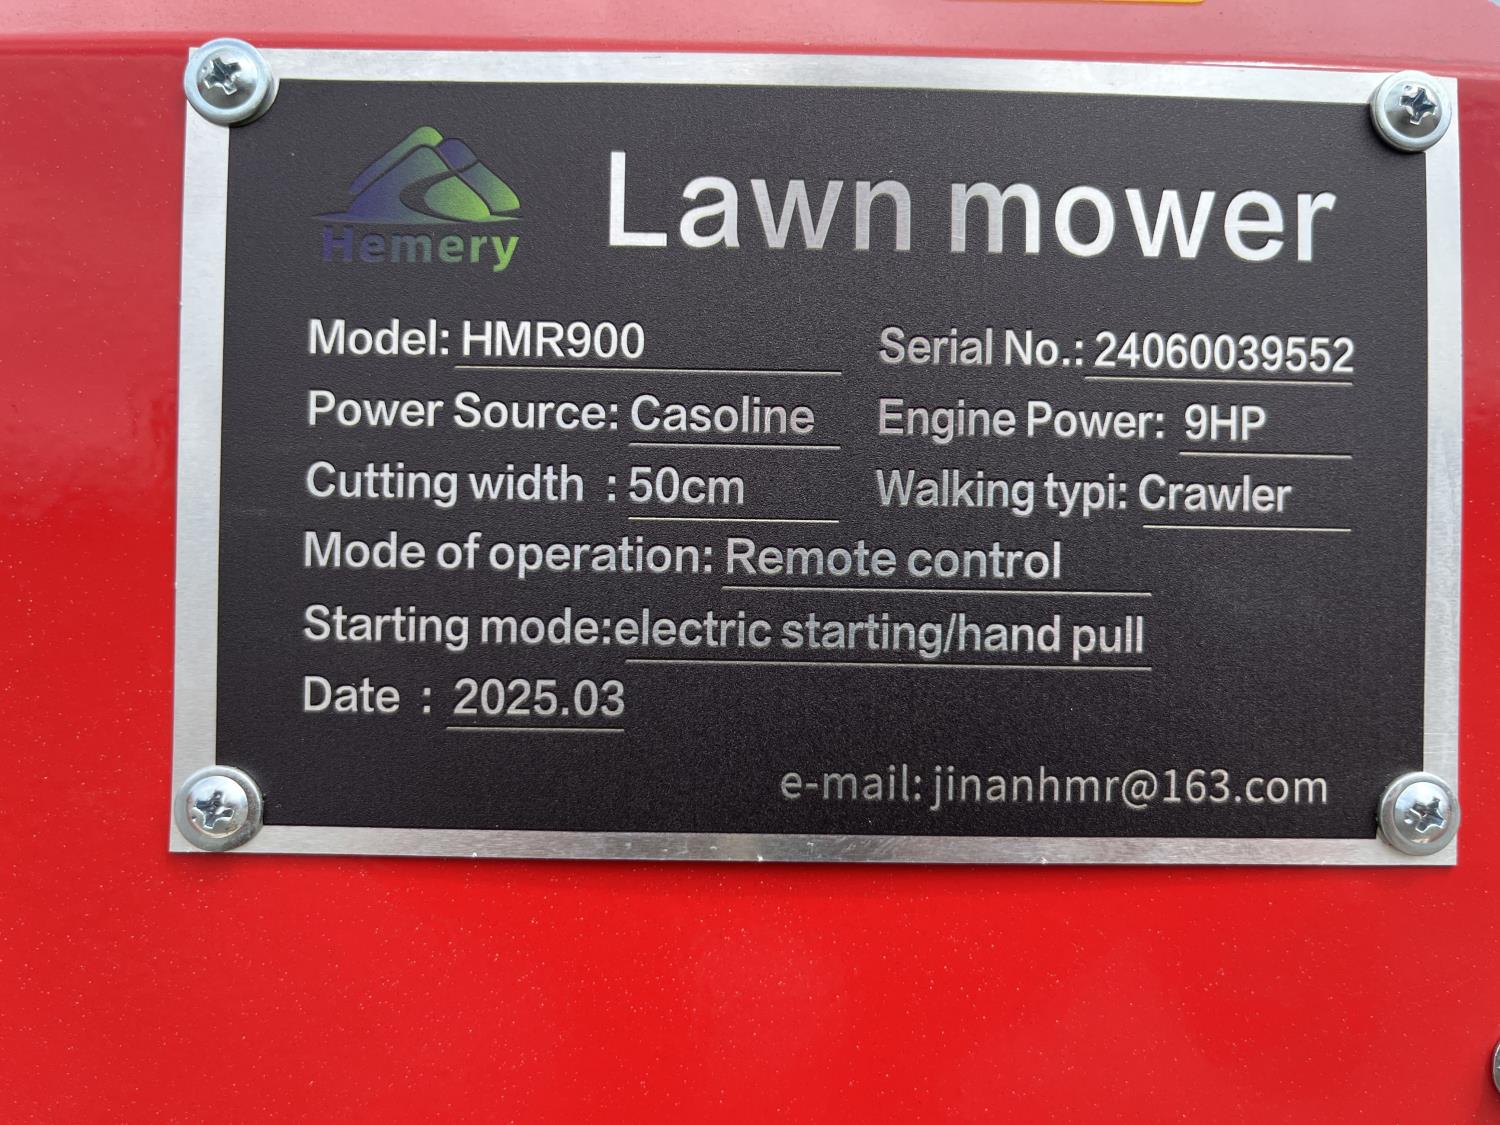 Hemery
Lawn mower
Model: HMR900 Serial No.: 24060039552
Power Source: Casoline Engine Power: 9HP
Cutting width : 50cm Walking typi: Crawler
Mode of operation: Remote control
Starting mode:electric starting/hand pull
Date : 2025.03
e-mail: jinanhmr@163.com